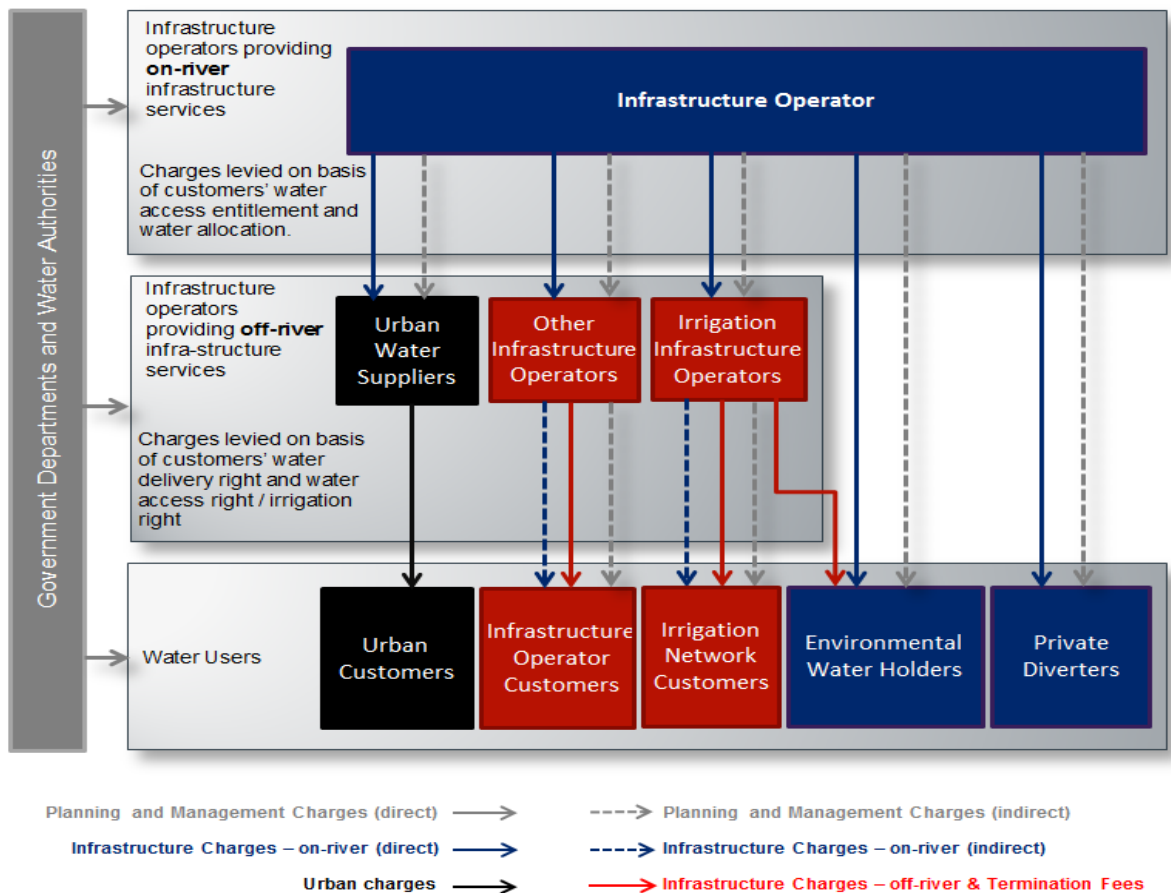 Government Departments and Water Authorities
Infrastructure
operators providing
on-river
infrastructure
services
Infrastructure Operator
Charges levied on basis
of customers' water
access entitlement and
water allocation.
Infrastructure
operators
providing off-river
infra-structure
services
Urban
Water
Suppliers
Other
Infrastructure
Operators
Irrigation
Infrastructure
Operators
Charges levied on basis
of customers' water
delivery right and water
access right / irrigation
right
Water Users
Urban
Customers
Infrastructure
Operator
Customers
Irrigation
Network
Customers
Environmental
Water Holders
Private
Diverters
Planning and Management Charges (direct)
Planning and Management Charges (indirect)
Infrastructure Charges – on-river (direct)
Infrastructure Charges – on-river (indirect)
Urban charges
Infrastructure Charges – off-river & Termination Fees